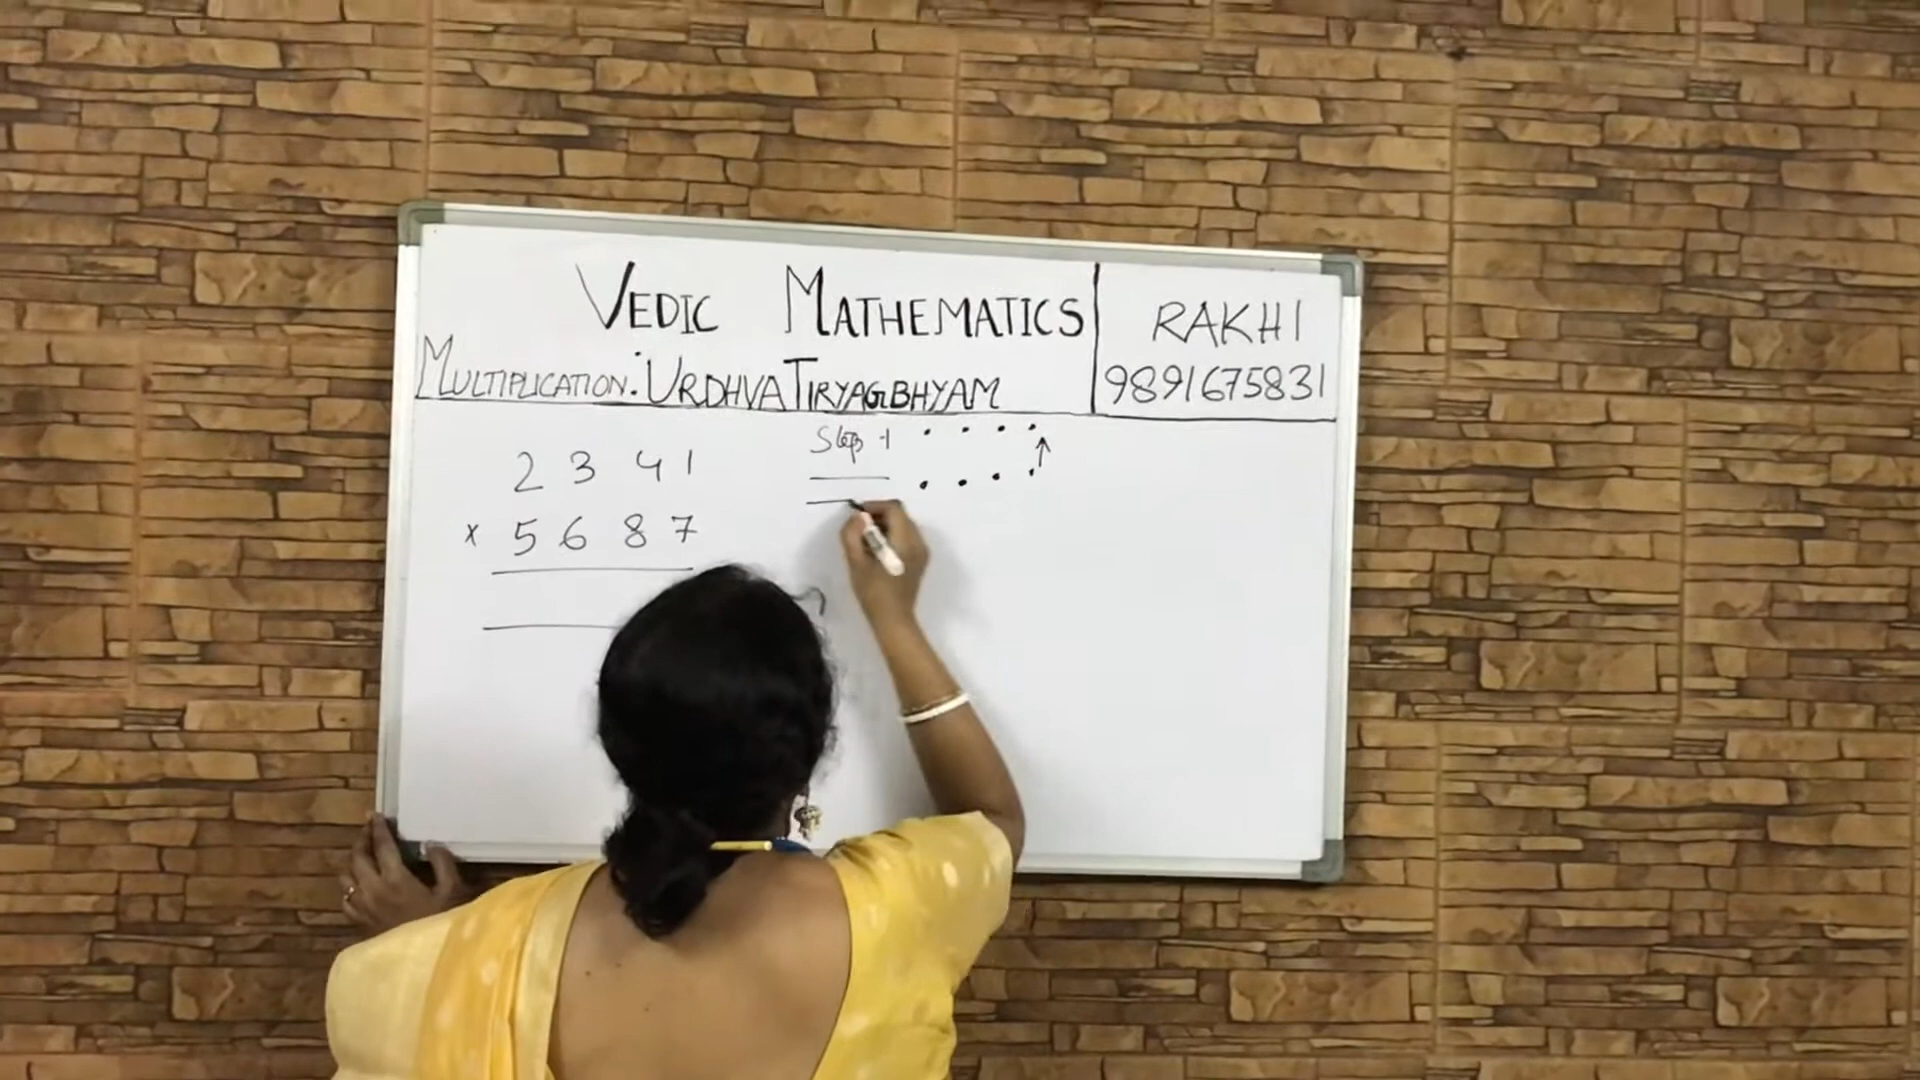 VEDIC MATHEMATICS
MULTIPLICATION: URDHVA TIRYAGBHYAM
RAKHI
9891675831
2 3 4 1
x 5 6 8 7
Step -1